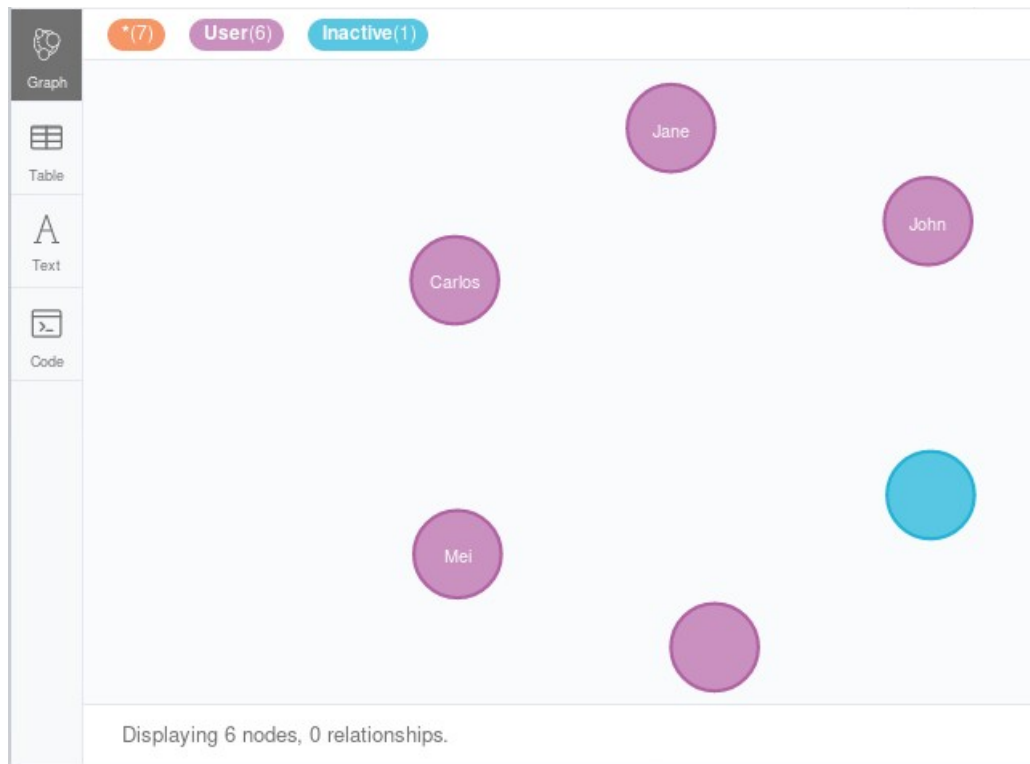 *(7) User(6) Inactive(1)
Graph
Table
Text
Code
Jane
John
Carlos
Mei
Displaying 6 nodes, 0 relationships.